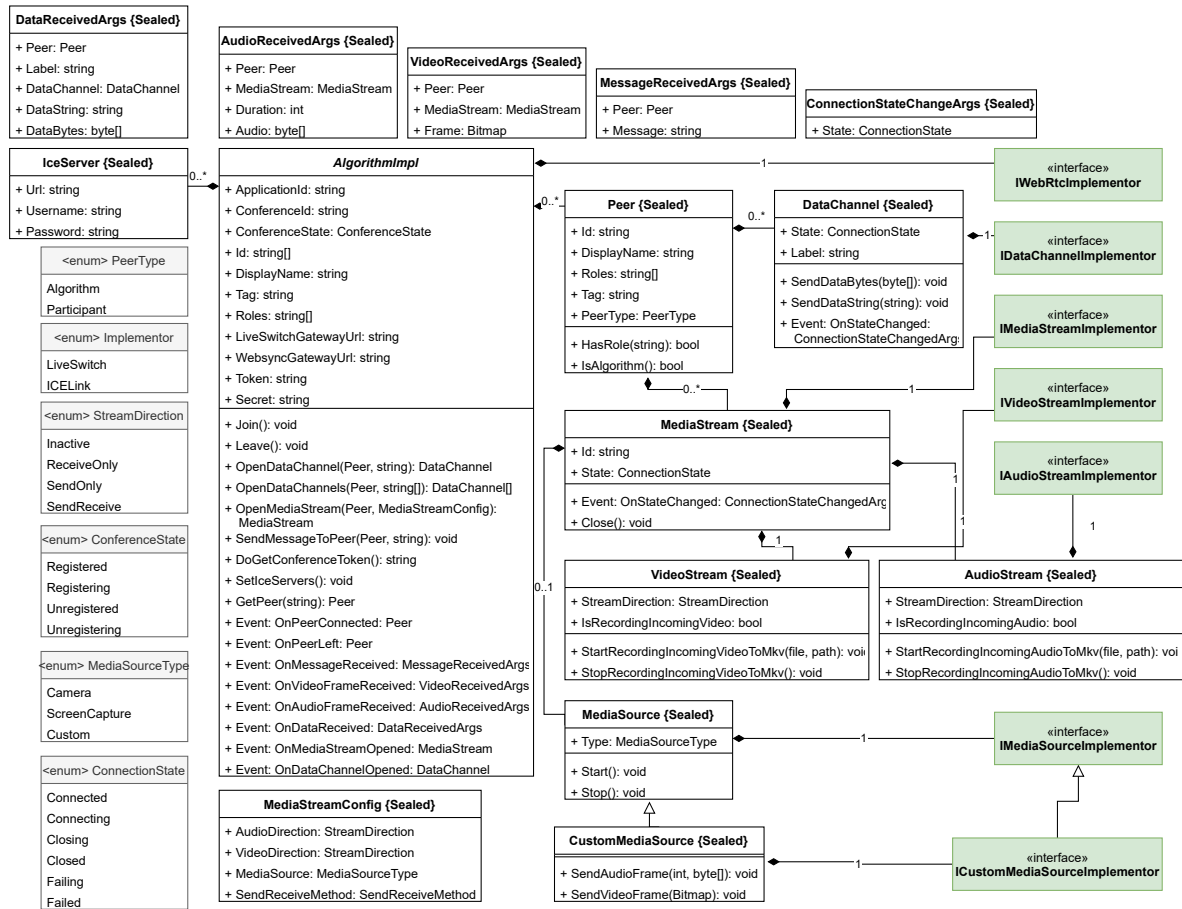 DataReceivedArgs {Sealed}
+ Peer: Peer
+ Label: string
+ DataChannel: DataChannel
+ DataString: string
+ DataBytes: byte[]
AudioReceivedArgs {Sealed}
+ Peer: Peer
+ MediaStream: MediaStream
+ Duration: int
+ Audio: byte[]
VideoReceivedArgs {Sealed}
+ Peer: Peer
+ MediaStream: MediaStream
+ Frame: Bitmap
MessageReceivedArgs {Sealed}
+ Peer: Peer
+ Message: string
ConnectionStateChangeArgs {Sealed}
+ State: ConnectionState
IceServer {Sealed}
+ Url: string
+ Username: string
+ Password: string
0..*
AlgorithmImpl
+ ApplicationId: string
+ ConferenceId: string
+ ConferenceState: ConferenceState
+ Id: string[]
+ DisplayName: string
+ Tag: string
+ Roles: string[]
+ LiveSwitchGatewayUrl: string
+ WebsyncGatewayUrl: string
+ Token: string
+ Secret: string
+ Join(): void
+ Leave(): void
+ OpenDataChannel(Peer, string): DataChannel
+ OpenDataChannels(Peer, string[]): DataChannel[]
+ OpenMediaStream(Peer, MediaStreamConfig):
MediaStream
+ SendMessageToPeer(Peer, string): void
+ DoGetConferenceToken(): string
+ SetIceServers(): void
+ GetPeer(string): Peer
+ Event: OnPeerConnected: Peer
+ Event: OnPeerLeft: Peer
+ Event: OnMessageReceived: MessageReceivedArgs
+ Event: OnVideoFrameReceived: VideoReceivedArgs
+ Event: OnAudioFrameReceived: AudioReceivedArgs
+ Event: OnDataReceived: DataReceivedArgs
+ Event: OnMediaStreamOpened: MediaStream
+ Event: OnDataChannelOpened: DataChannel
1
«interface»
IWebRtcImplementor
0..*
Peer {Sealed}
+ Id: string
+ DisplayName: string
+ Roles: string[]
+ Tag: string
+ PeerType: PeerType
+ HasRole(string): bool
+ IsAlgorithm(): bool
0..*
DataChannel {Sealed}
+ State: ConnectionState
+ Label: string
+ SendDataBytes(byte[]): void
+ SendDataString(string): void
+ Event: OnStateChanged:
ConnectionStateChangedArg
1
«interface»
IDataChannelImplementor
«interface»
IMediaStreamImplementor
«interface»
IVideoStreamImplementor
«interface»
IAudioStreamImplementor
<enum> PeerType
Algorithm
Participant
<enum> Implementor
LiveSwitch
ICELink
<enum> StreamDirection
Inactive
ReceiveOnly
SendOnly
SendReceive
<enum> ConferenceState
Registered
Registering
Unregistered
Unregistering
<enum> MediaSourceType
Camera
ScreenCapture
Custom
<enum> ConnectionState
Connected
Connecting
Closing
Closed
Failing
Failed
0..*
1
MediaStream {Sealed}
+ Id: string
+ State: ConnectionState
+ Event: OnStateChanged: ConnectionStateChangedArg
+ Close(): void
1
1
1
1
0..1
VideoStream {Sealed}
+ StreamDirection: StreamDirection
+ IsRecordingIncomingVideo: bool
+ StartRecordingIncomingVideoToMkv(file, path): voi
+ StopRecordingIncomingVideoToMkv(): void
AudioStream {Sealed}
+ StreamDirection: StreamDirection
+ IsRecordingIncomingAudio: bool
+ StartRecordingIncomingAudioToMkv(file, path): voi
+ StopRecordingIncomingAudioToMkv(): void
MediaSource {Sealed}
+ Type: MediaSourceType
+ Start(): void
+ Stop(): void
1
«interface»
IMediaSourceImplementor
MediaStreamConfig {Sealed}
+ AudioDirection: StreamDirection
+ VideoDirection: StreamDirection
+ MediaSource: MediaSourceType
+ SendReceiveMethod: SendReceiveMethod
CustomMediaSource {Sealed}
+ SendAudioFrame(int, byte[]): void
+ SendVideoFrame(Bitmap): void
1
«interface»
ICustomMediaSourceImplementor